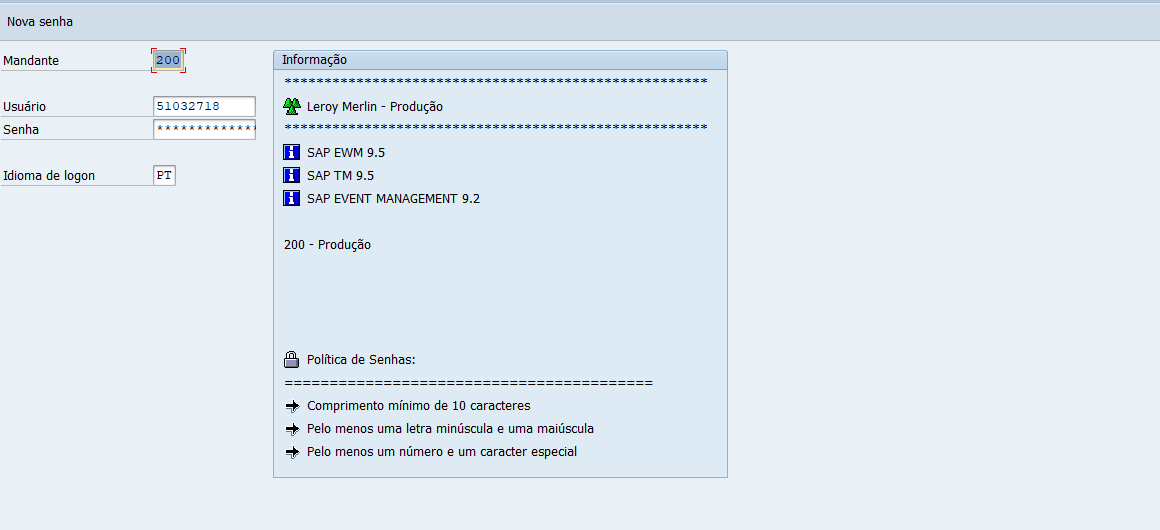 Nova senha
Mandante 200
Usuário 51032718
Senha *************
Idioma de logon PT
Informação
*****************************************************
Leroy Merlin - Produção
*****************************************************
SAP EWM 9.5
SAP TM 9.5
SAP EVENT MANAGEMENT 9.2
200 - Produção
Política de Senhas:
=========================================
Comprimento mínimo de 10 caracteres
Pelo menos uma letra minúscula e uma maiúscula
Pelo menos um número e um caracter especial